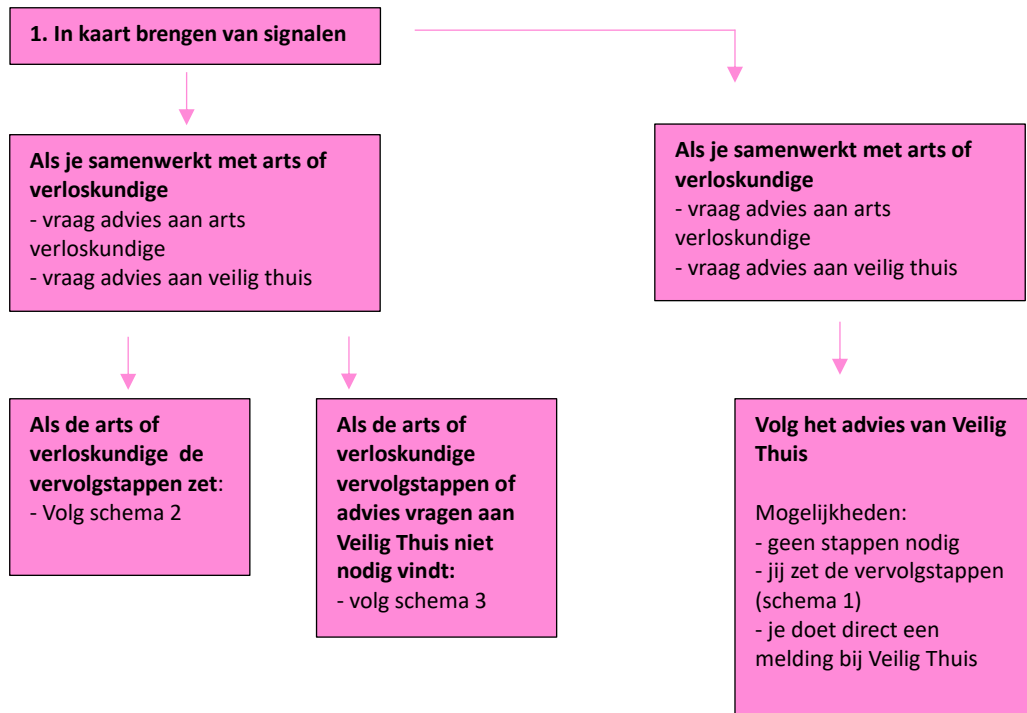 1. In kaart brengen van signalen
Als je samenwerkt met arts of
verloskundige
- vraag advies aan arts
verloskundige
- vraag advies aan veilig thuis
Als je samenwerkt met arts of
verloskundige
- vraag advies aan arts
verloskundige
- vraag advies aan veilig thuis
Als de arts of
verloskundige de
vervolgstappen zet:
- Volg schema 2
Als de arts of
verloskundige
vervolgstappen of
advies vragen aan
Veilig Thuis niet
nodig vindt:
- volg schema 3
Volg het advies van Veilig
Thuis
Mogelijkheden:
- geen stappen nodig
- jij zet de vervolgstappen
(schema 1)
- je doet direct een
melding bij Veilig Thuis